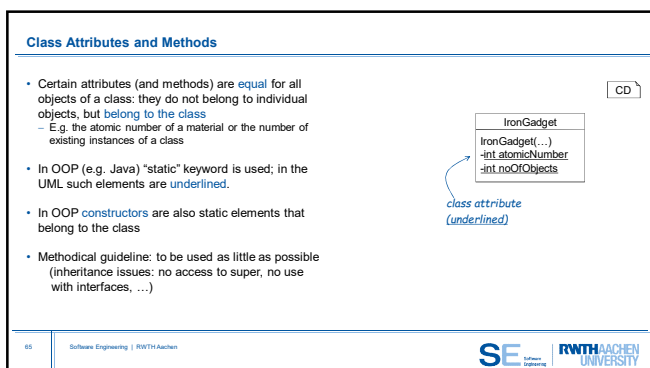 Class Attributes and Methods
• Certain attributes (and methods) are equal for all
objects of a class: they do not belong to individual
objects, but belong to the class
– E.g. the atomic number of a material or the number of
existing instances of a class
• In OOP (e.g. Java) “static” keyword is used; in the
UML such elements are underlined.
• In OOP constructors are also static elements that
belong to the class
• Methodical guideline: to be used as little as possible
(inheritance issues: no access to super, no use
with interfaces, …)
CD
IronGadget
IronGadget(…)
-int atomicNumber
-int noOfObjects
class attribute
(underlined)
65
Software Engineering | RWTH Aachen
SE Software
Engineering
RWTHAACHEN
UNIVERSITY